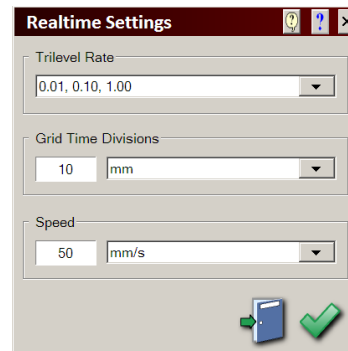 Realtime Settings
Trilevel Rate
0.01, 0.10, 1.00
Grid Time Divisions
10 mm
Speed
50 mm/s